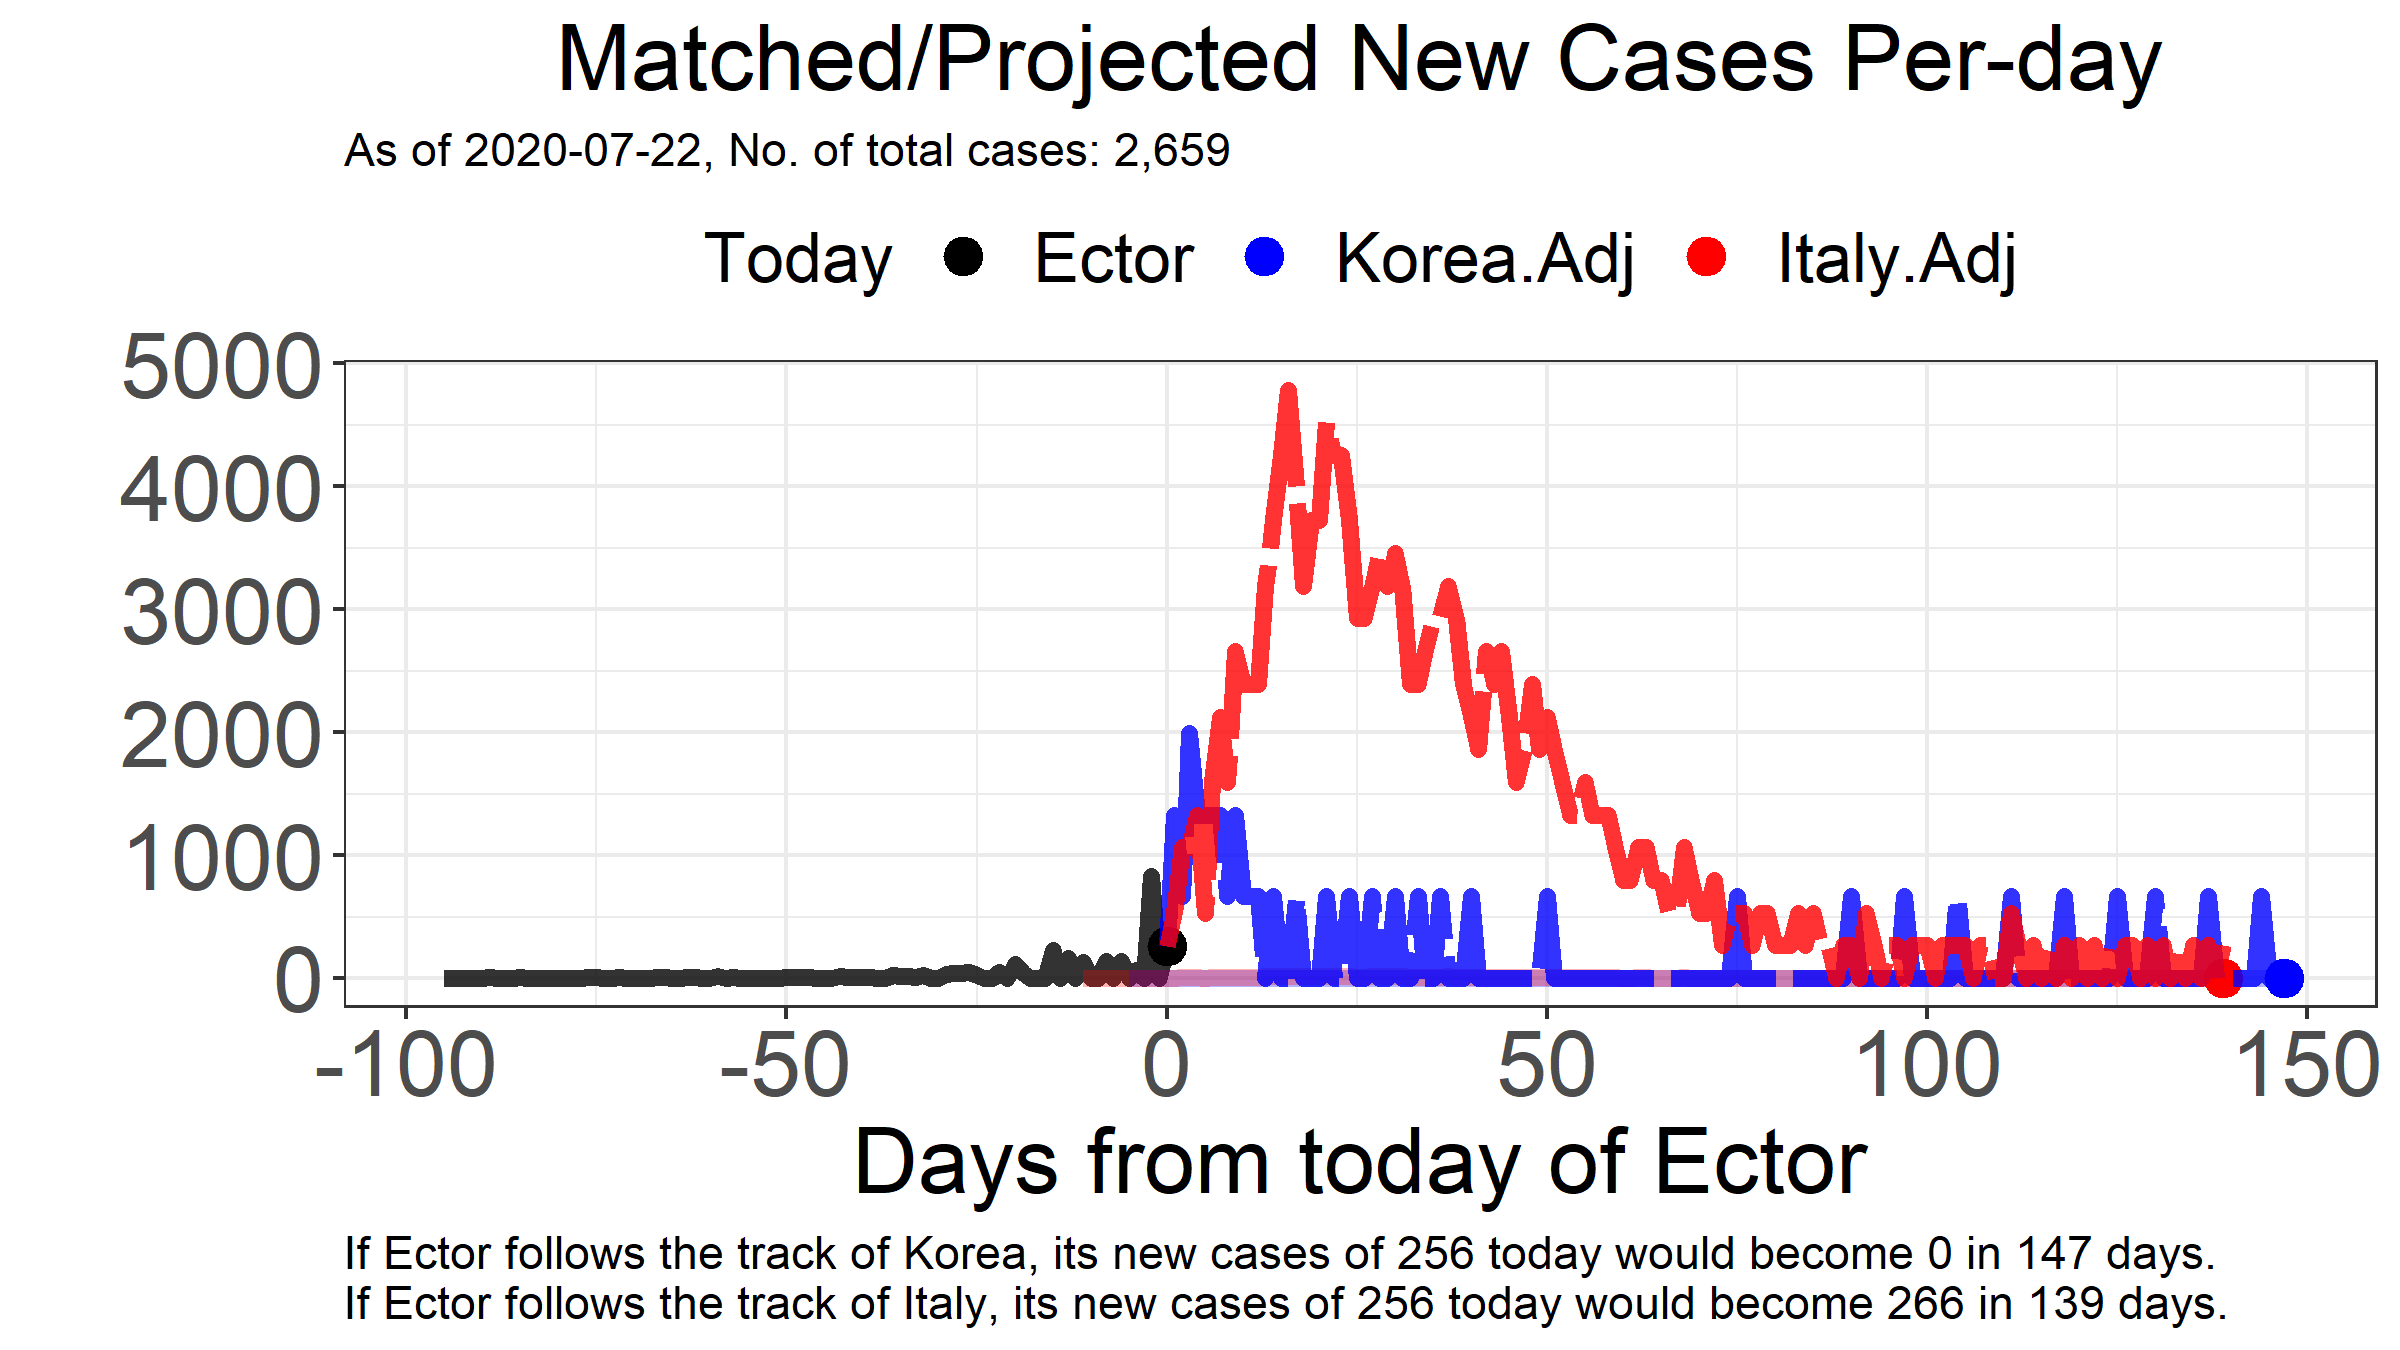 Matched/Projected New Cases Per-day
As of 2020-07-22, No. of total cases: 2,659
Today Ector Korea.Adj Italy.Adj
5000
4000
3000
2000
1000
0
-100 -50 0 50 100 150
Days from today of Ector
If Ector follows the track of Korea, its new cases of 256 today would become 0 in 147 days.
If Ector follows the track of Italy, its new cases of 256 today would become 266 in 139 days.